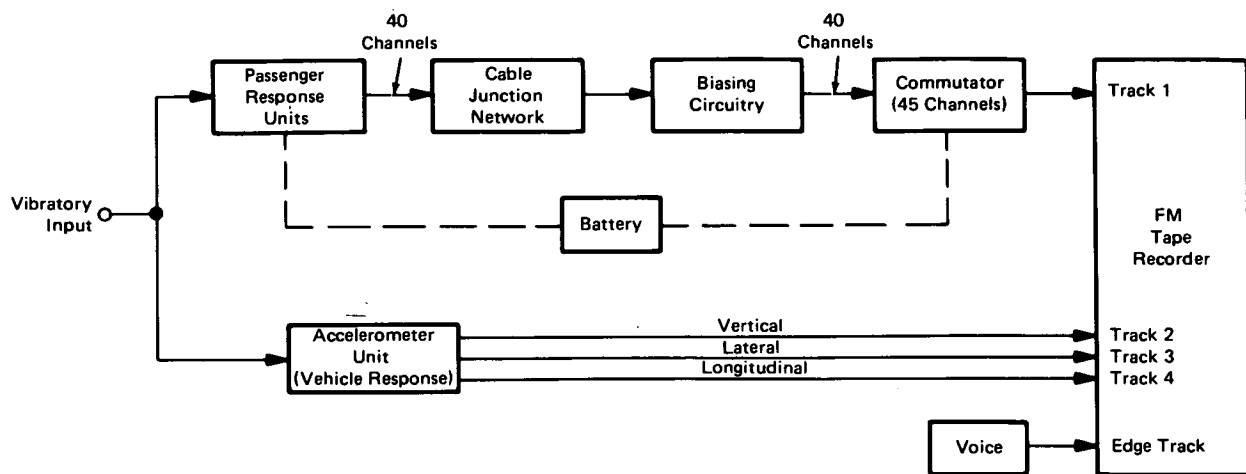 40
Channels
40
Channels
Passenger
Response
Units
Cable
Junction
Network
Biasing
Circuitry
Commutator
(45 Channels)
Track 1
Vibratory
Input
Battery
FM
Tape
Recorder
Accelerometer
Unit
(Vehicle Response)
Vertical
Lateral
Longitudinal
Track 2
Track 3
Track 4
Voice
Edge Track